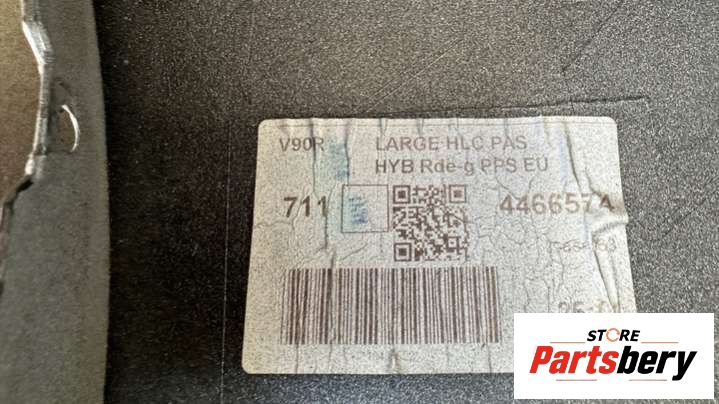 V90R LARGE HLC PAS
HYB Rde-g PPS EU
711 4466574
STORE
Partsbery